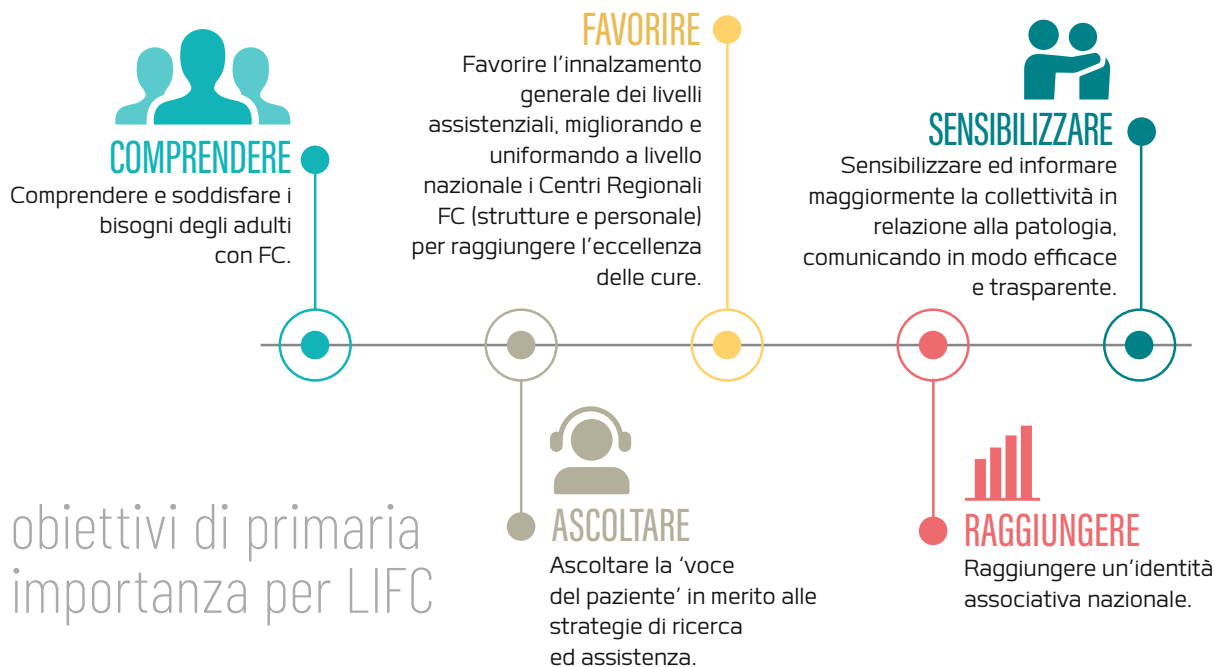 COMPRENDERE
Comprendere e soddisfare i
bisogni degli adulti
con FC.
FAVORIRE
Favorire l'innalzamento
generale dei livelli
assistenziali, migliorando e
uniformando a livello
nazionale i Centri Regionali
FC (strutture e personale)
per raggiungere l'eccellenza
delle cure.
SENSIBILIZZARE
Sensibilizzare ed informare
maggiormente la collettività in
relazione alla patologia,
comunicando in modo efficace
e trasparente.
obiettivi di primaria
importanza per LIFC
ASCOLTARE
Ascoltare la 'voce
del paziente' in merito alle
strategie di ricerca
ed assistenza.
RAGGIUNGERE
Raggiungere un'identità
associativa nazionale.